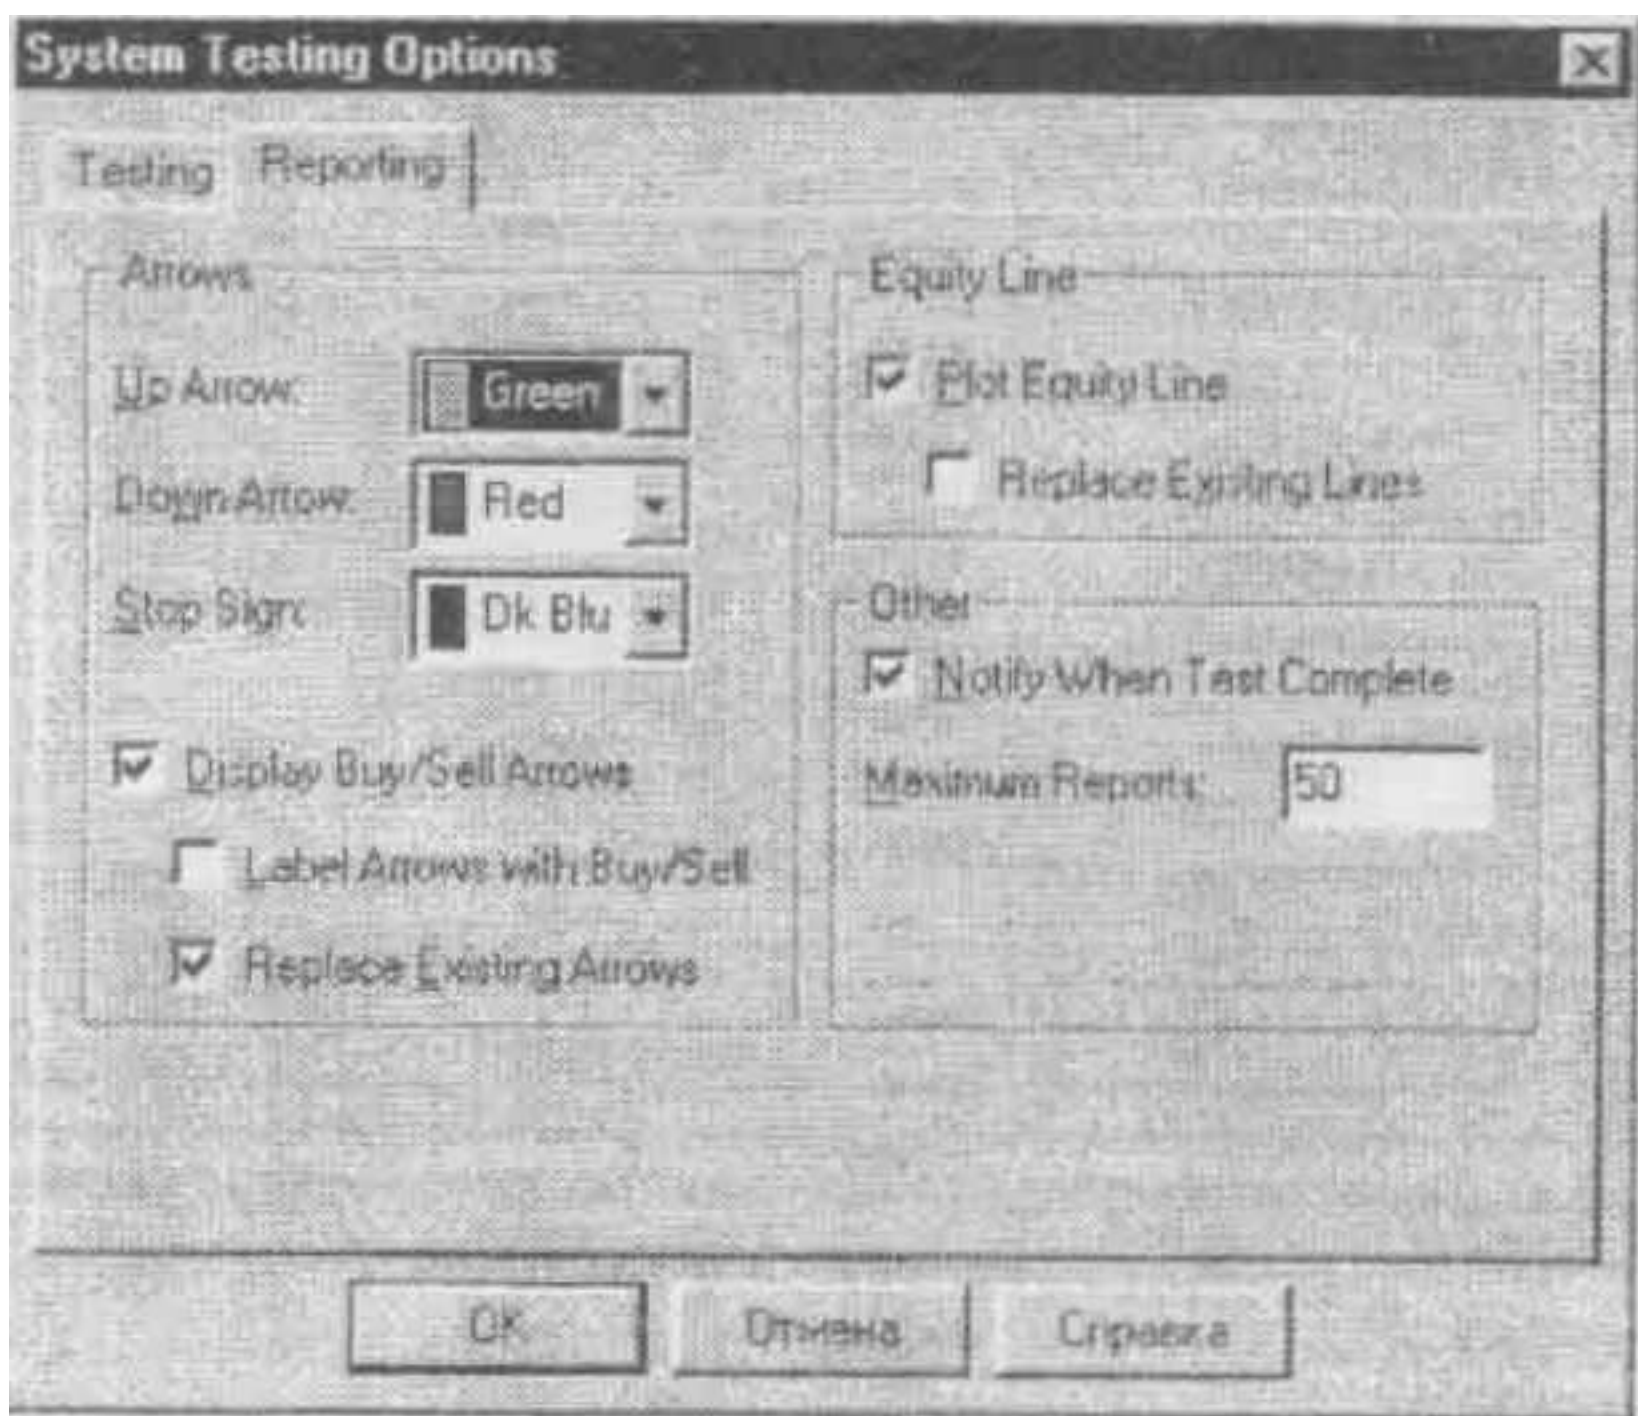 System Testing Options
Testing
Reporting
Arrows
Up Arrow:
Green
Down Arrow:
Red
Stop Sign:
Dk Blu
Display Buy/Sell Arrows
Label Arrows with Buy/Sell
Replace Existing Arrows
Equity Line
Plot Equity Line
Replace Existing Lines
Other
Notify When Test Complete
Maximum Reports:
50
OK
Отмена
Справка